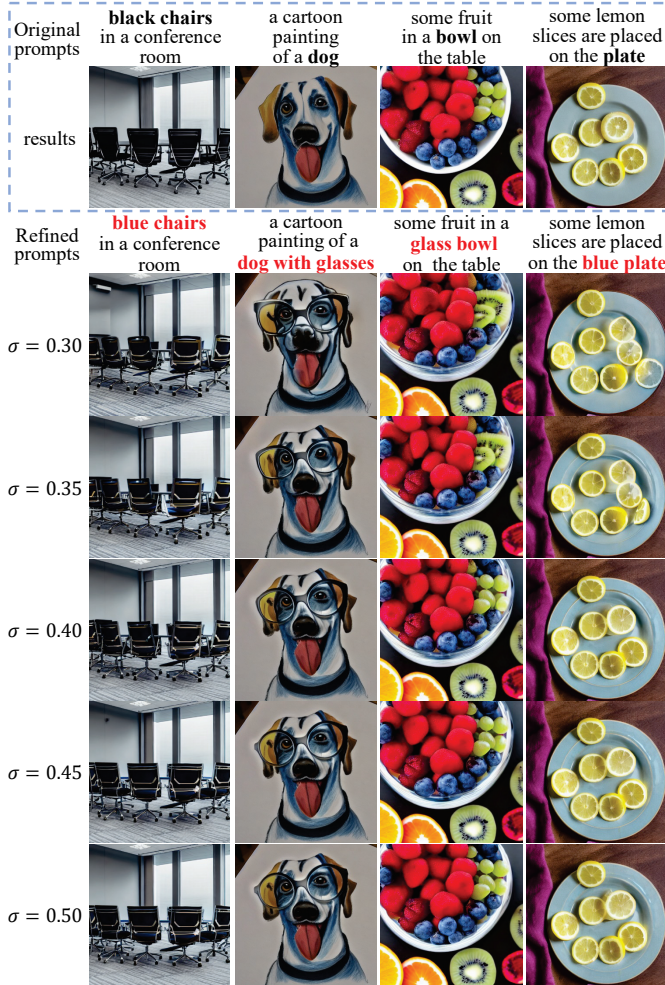 Original
prompts
black chairs
in a conference
room
a cartoon
painting
of a dog
some fruit
in a bowl on
the table
some lemon
slices are placed
on the plate
results
Refined
prompts
blue chairs
in a conference
room
a cartoon
painting of a
dog with glasses
some fruit in a
glass bowl
on the table
some lemon
slices are placed
on the blue plate
σ = 0.30
σ = 0.35
σ = 0.40
σ = 0.45
σ = 0.50